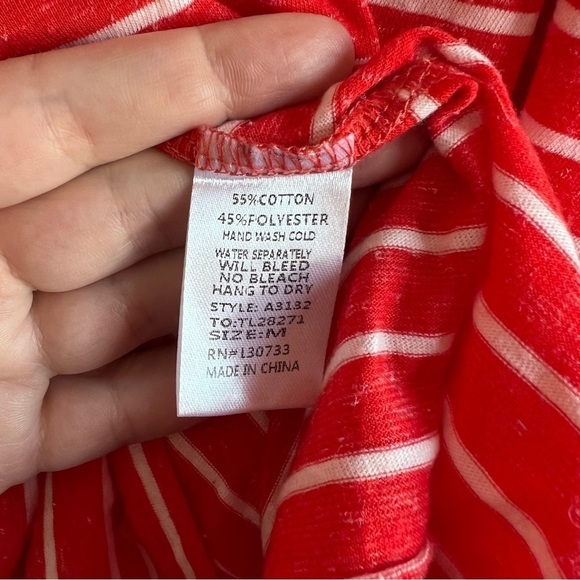 55%COTTON
45%POLYESTER
HAND WASH COLD
WATER SEPARATELY
WILL BLEED
NO BLEACH
HANG TO DRY
STYLE: A3132
TO:TL28271
SIZE:M
RN#130733
MADE IN CHINA